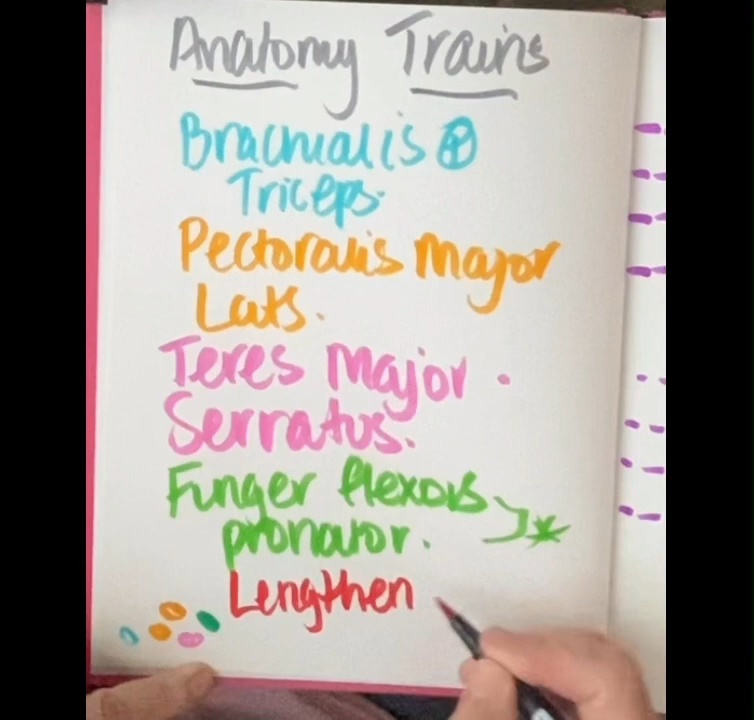 Anatomy Trains
Brachialis ⊕
Triceps.
Pectoralis Major
Lats.
Teres Major.
Serratus.
Finger flexors
pronator. *
Lengthen